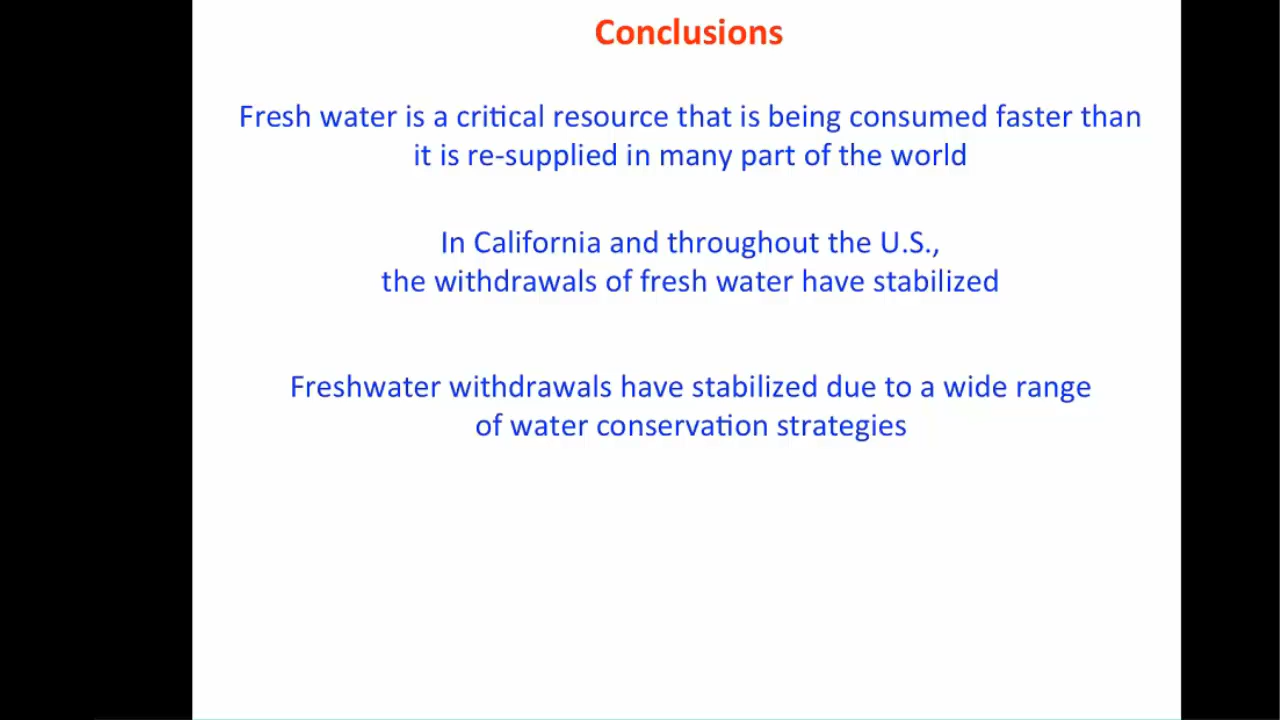 Conclusions
Fresh water is a critical resource that is being consumed faster than
it is re-supplied in many part of the world
In California and throughout the U.S.,
the withdrawals of fresh water have stabilized
Freshwater withdrawals have stabilized due to a wide range
of water conservation strategies